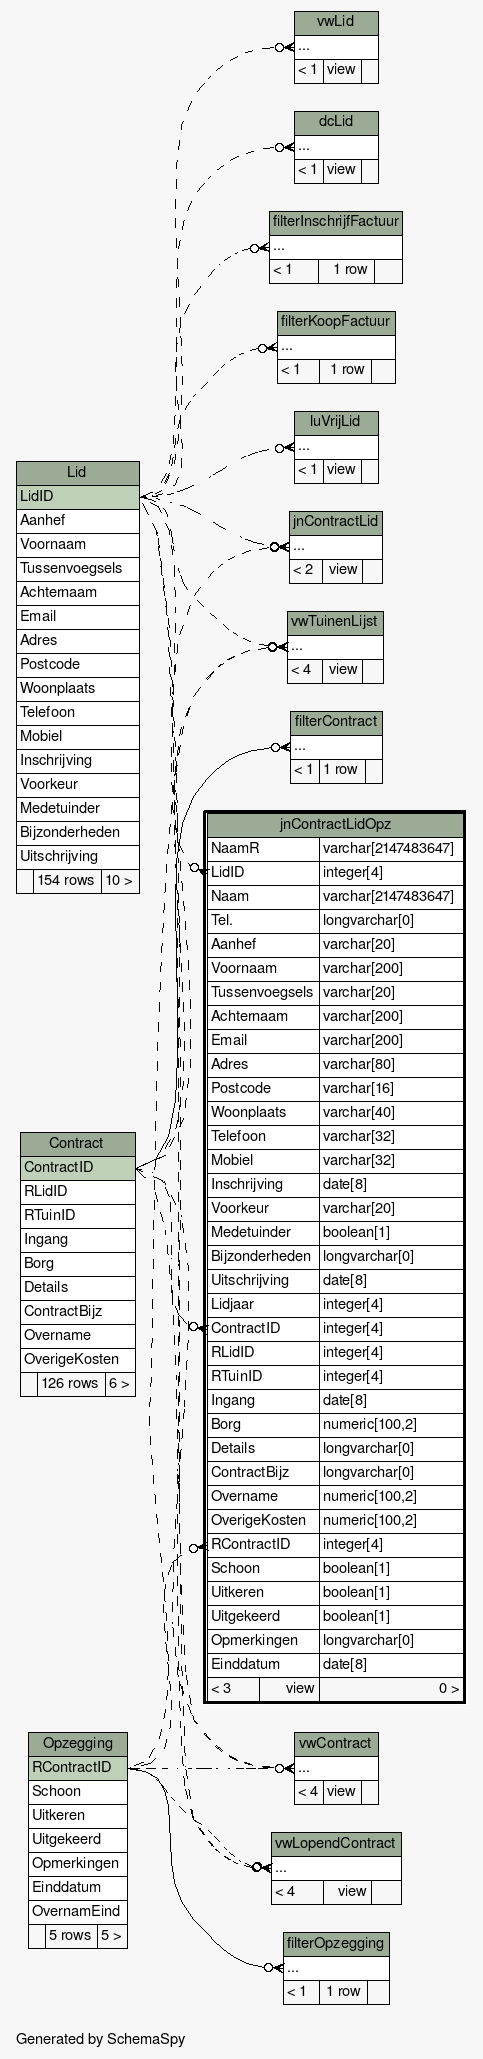 vwLid
...
< 1 view
dcLid
...
< 1 view
filterInschrijfFactuur
...
< 1 1 row
filterKoopFactuur
...
< 1 1 row
luVrijLid
...
< 1 view
Lid
LidID
Aanhef
Voornaam
Tussenvoegsels
Achternaam
Email
Adres
Postcode
Woonplaats
Telefoon
Mobiel
Inschrijving
Voorkeur
Medetuinder
Bijzonderheden
Uitschrijving
154 rows 10 >
jnContractLid
...
< 2 view
vwTuinenLijst
...
< 4 view
filterContract
...
< 1 1 row
jnContractLidOpz
NaamR varchar[2147483647]
LidID integer[4]
Naam varchar[2147483647]
Tel. longvarchar[0]
Aanhef varchar[20]
Voornaam varchar[200]
Tussenvoegsels varchar[20]
Achternaam varchar[200]
Email varchar[200]
Adres varchar[80]
Postcode varchar[16]
Woonplaats varchar[40]
Telefoon varchar[32]
Mobiel varchar[32]
Inschrijving date[8]
Voorkeur varchar[20]
Medetuinder boolean[1]
Bijzonderheden longvarchar[0]
Uitschrijving date[8]
Lidjaar integer[4]
ContractID integer[4]
RLidID integer[4]
RTuinID integer[4]
Ingang date[8]
Borg numeric[100,2]
Details longvarchar[0]
ContractBijz longvarchar[0]
Overname numeric[100,2]
OverigeKosten numeric[100,2]
RContractID integer[4]
Schoon boolean[1]
Uitkeren boolean[1]
Uitgekeerd boolean[1]
Opmerkingen longvarchar[0]
Einddatum date[8]
< 3 view 0 >
Contract
ContractID
RLidID
RTuinID
Ingang
Borg
Details
ContractBijz
Overname
OverigeKosten
126 rows 6 >
Opzegging
RContractID
Schoon
Uitkeren
Uitgekeerd
Opmerkingen
Einddatum
OvernamEind
5 rows 5 >
vwContract
...
< 4 view
vwLopendContract
...
< 4 view
filterOpzegging
...
< 1 1 row
Generated by SchemaSpy